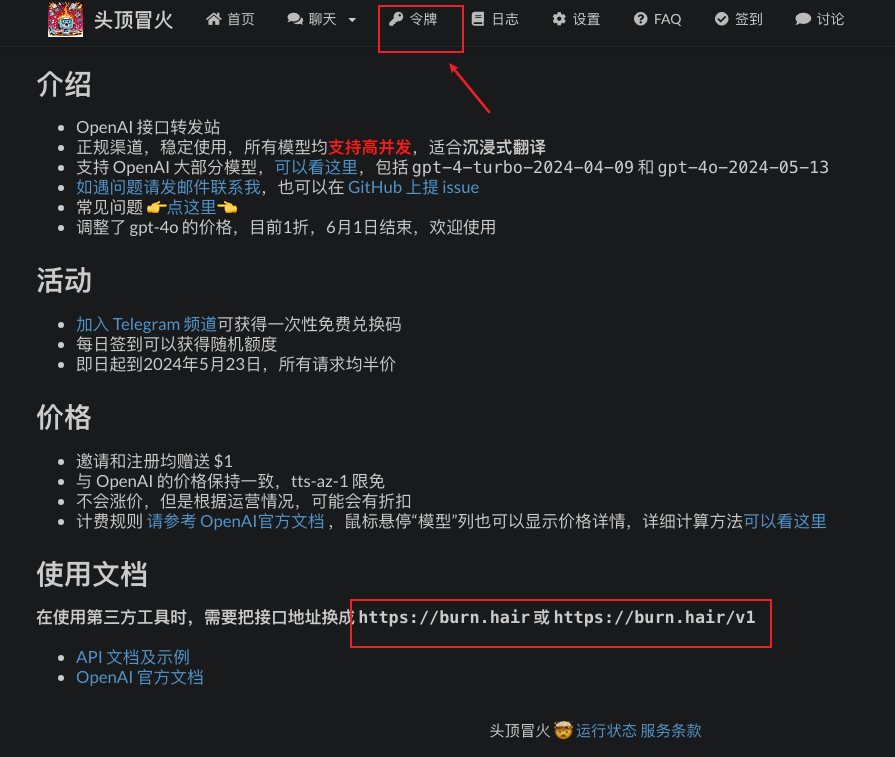 头顶冒火 首页 聊天 令牌 日志 设置 FAQ 签到 讨论
介绍
OpenAI 接口转发站
正规渠道，稳定使用，所有模型均支持高并发，适合沉浸式翻译
支持 OpenAI 大部分模型，可以看这里，包括 gpt-4-turbo-2024-04-09 和 gpt-4o-2024-05-13
如遇问题请发邮件联系我，也可以在 GitHub 上提 issue
常见问题 👉点这里👈
调整了 gpt-4o 的价格，目前1折，6月1日结束，欢迎使用
活动
加入 Telegram 频道可获得一次性免费兑换码
每日签到可以获得随机额度
即日起到2024年5月23日，所有请求均半价
价格
邀请和注册均赠送 $1
与 OpenAI 的价格保持一致，tts-az-1 限免
不会涨价，但是根据运营情况，可能会有折扣
计费规则 请参考 OpenAI官方文档 ，鼠标悬停“模型”列也可以显示价格详情，详细计算方法可以看这里
使用文档
在使用第三方工具时，需要把接口地址换成 https://burn.hair 或 https://burn.hair/v1
API 文档及示例
OpenAI 官方文档
头顶冒火 🤯 运行状态 服务条款